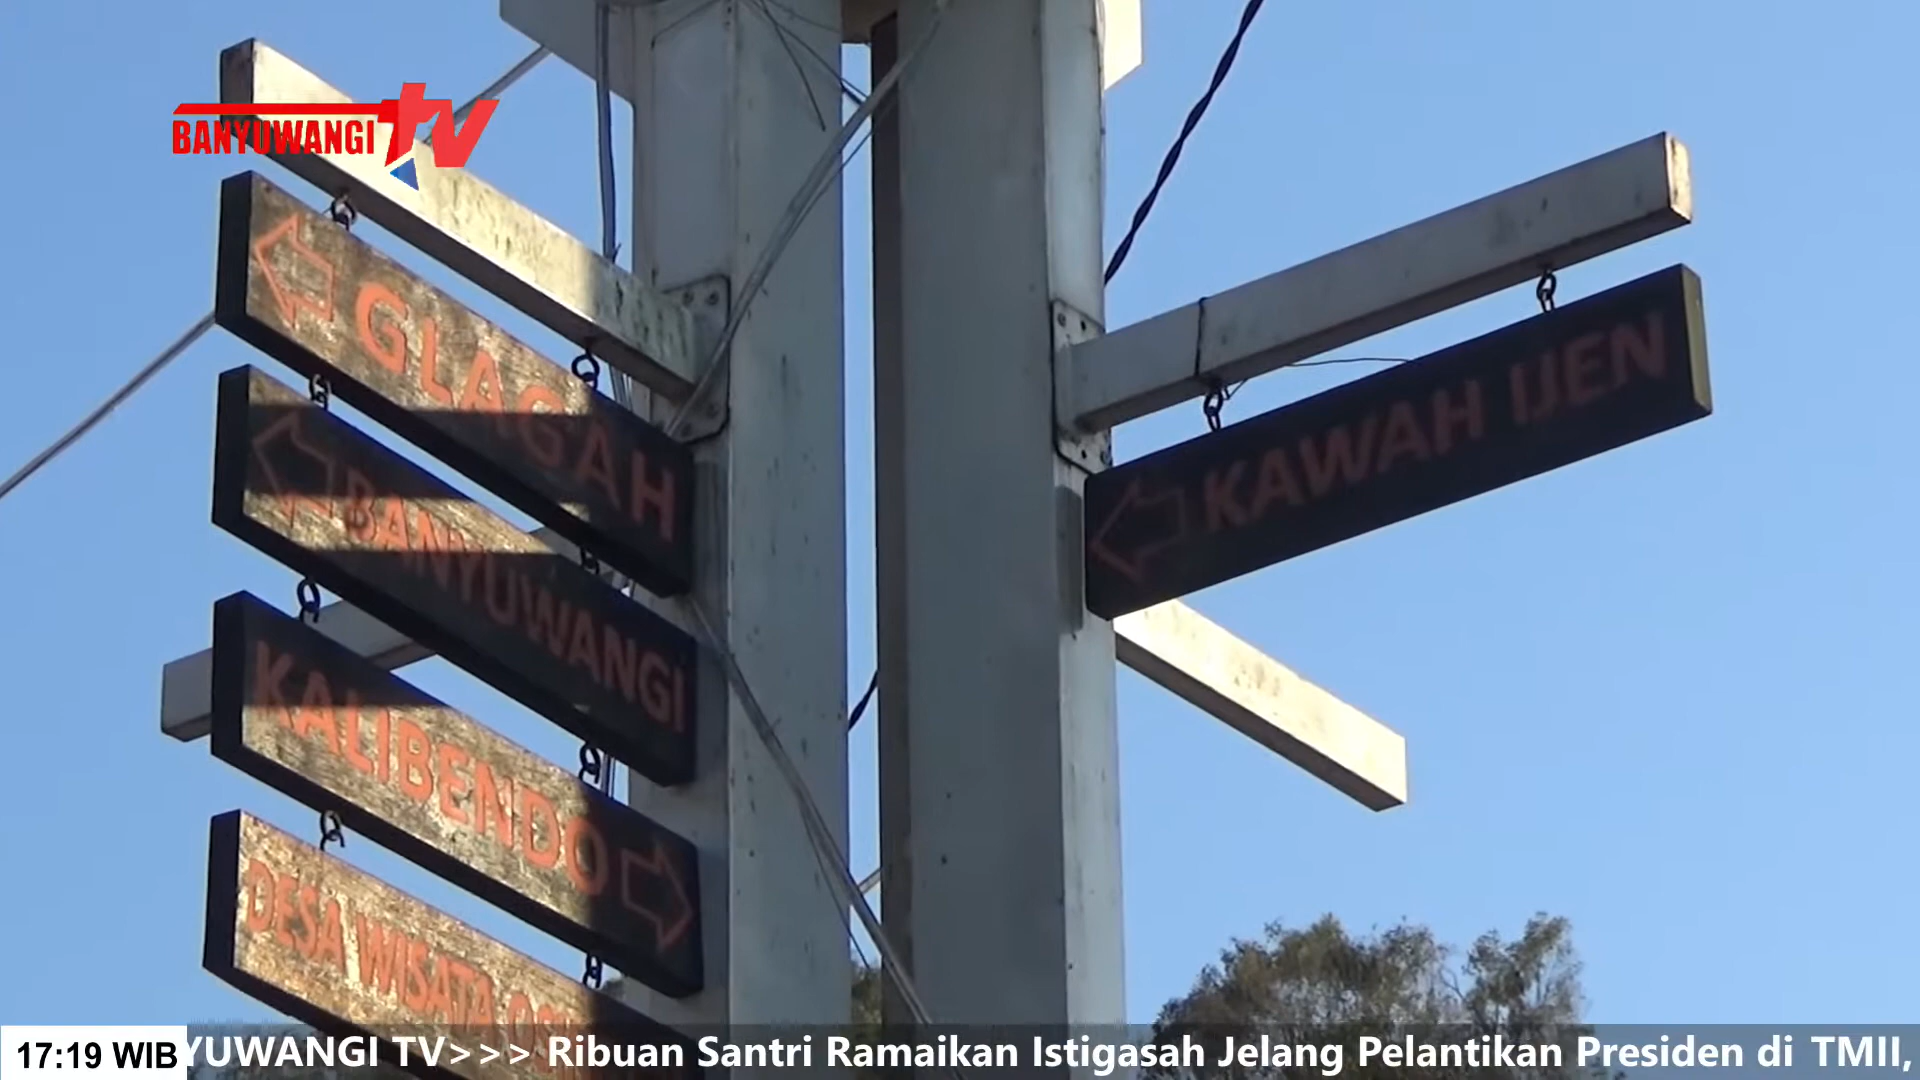 BANYUWANGI tv
GLAGAH
BANYUWANGI
KALIBENDO
DESA WISATA
KAWAH IJEN
17:19 WIB
YUWANGI TV>>> Ribuan Santri Ramaikan Istigasah Jelang Pelantikan Presiden di TMII,